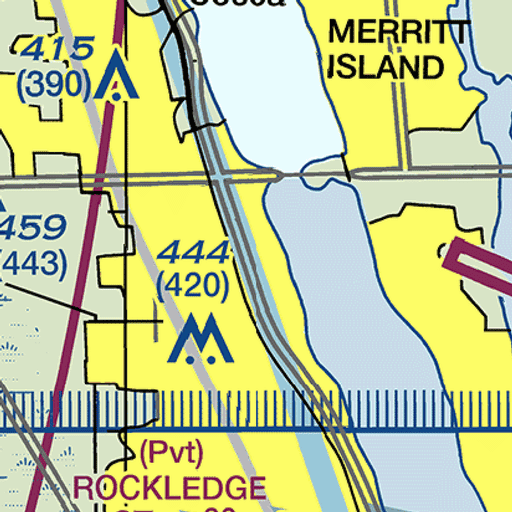 MERRITT
ISLAND
415
(390)
459
(443)
444
(420)
(Pvt)
ROCKLEDGE